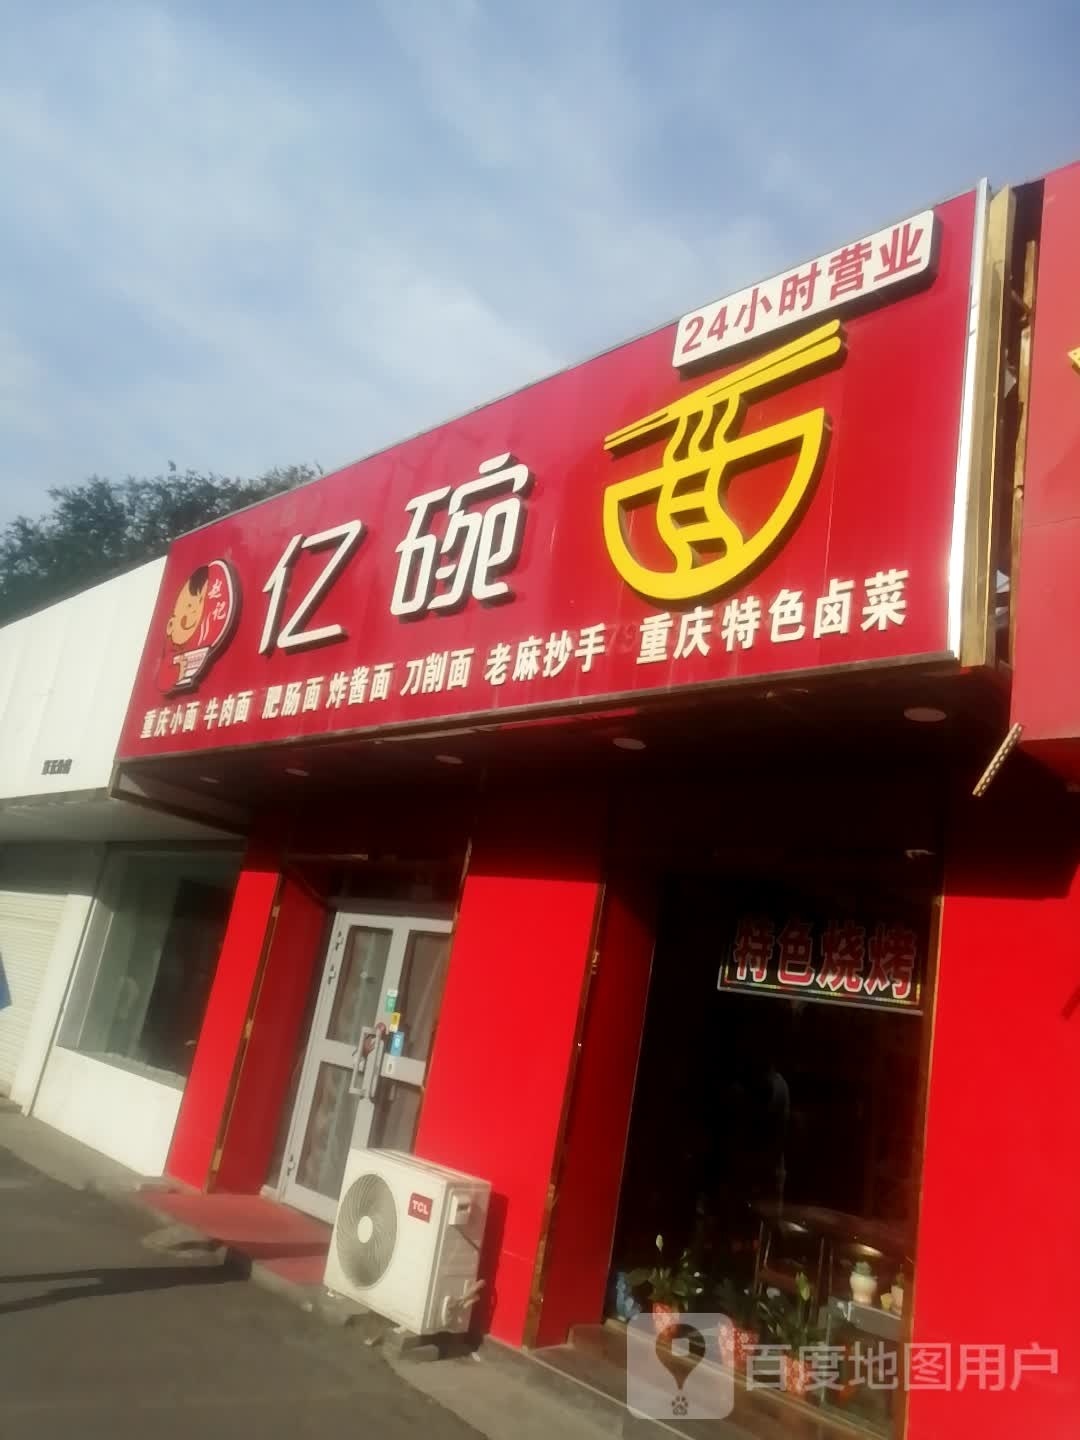 24小时营业
赵记
亿碗面
重庆小面 牛肉面 肥肠面 炸酱面 刀削面 老麻抄手 重庆特色卤菜
特色烧烤
TCL
百度地图用户